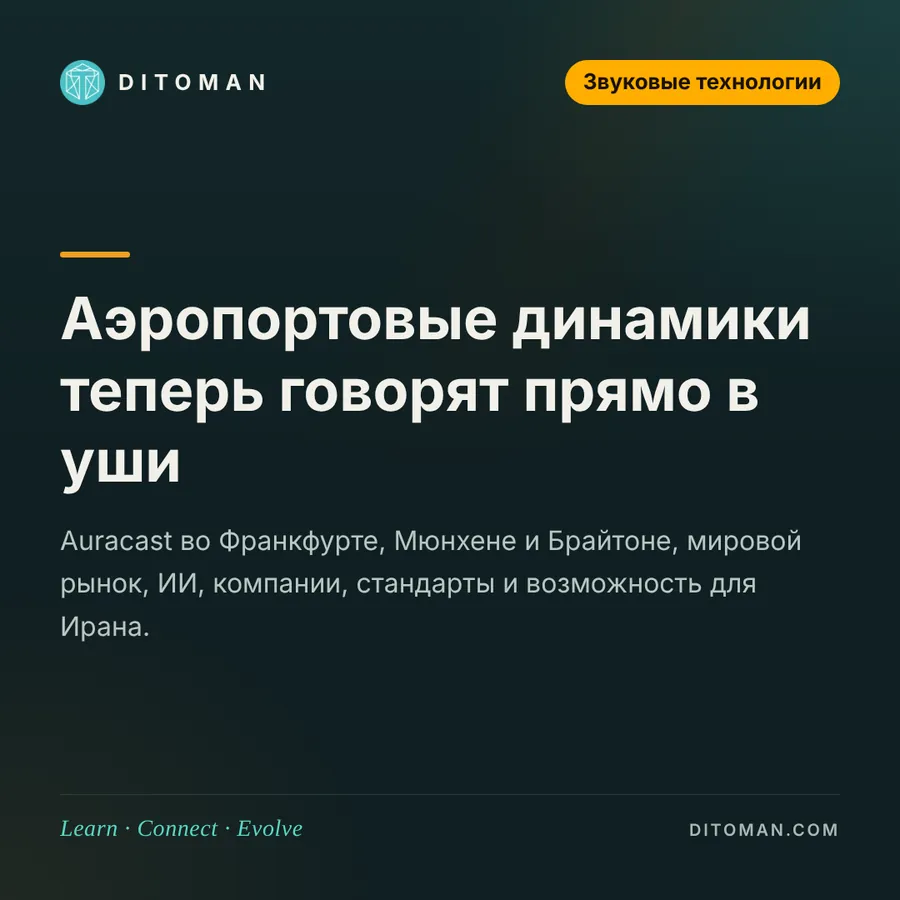 DITOMAN
Звуковые технологии
Аэропортовые динамики
теперь говорят прямо в
уши
Auracast во Франкфурте, Мюнхене и Брайтоне, мировой
рынок, ИИ, компании, стандарты и возможность для
Ирана.
Learn · Connect · Evolve
DITOMAN.COM